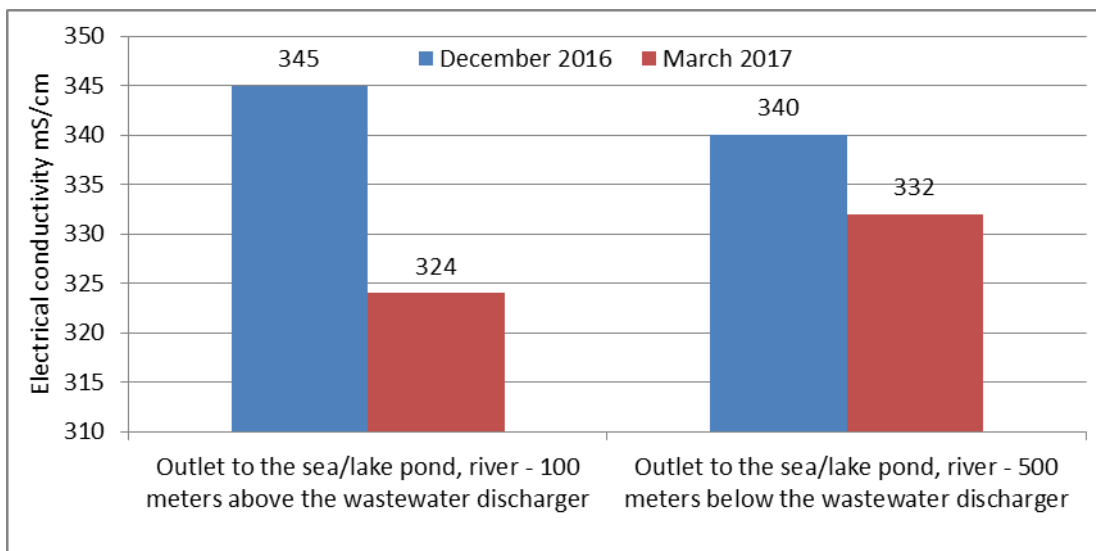 Electrical conductivity mS/cm
350
345
340
335
330
325
320
315
310
December 2016
March 2017
345
324
340
332
Outlet to the sea/lake pond, river - 100
meters above the wastewater discharger
Outlet to the sea/lake pond, river - 500
meters below the wastewater discharger